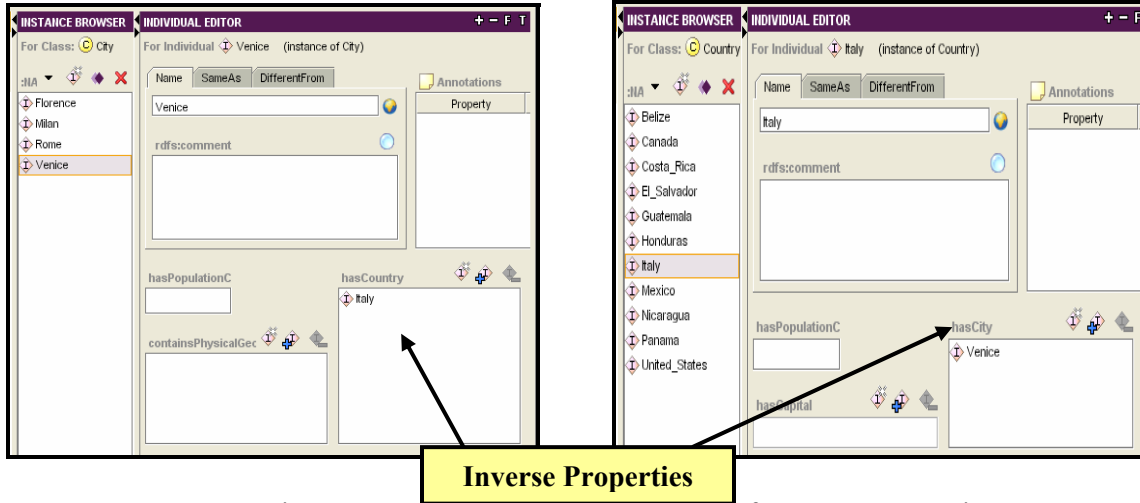 INSTANCE BROWSER
For Class: C City
:NA
Florence
Milan
Rome
Venice
INDIVIDUAL EDITOR + − F T
For Individual Venice (instance of City)
Name SameAs DifferentFrom
Venice
rdfs:comment
Annotations
Property
hasPopulationC
hasCountry
Italy
containsPhysicalGec
INSTANCE BROWSER
For Class: C Country
:NA
Belize
Canada
Costa_Rica
El_Salvador
Guatemala
Honduras
Italy
Mexico
Nicaragua
Panama
United_States
INDIVIDUAL EDITOR + − F
For Individual Italy (instance of Country)
Name SameAs DifferentFrom
Italy
rdfs:comment
Annotations
Property
hasPopulationC
hasCity
Venice
hasCapital
Inverse Properties